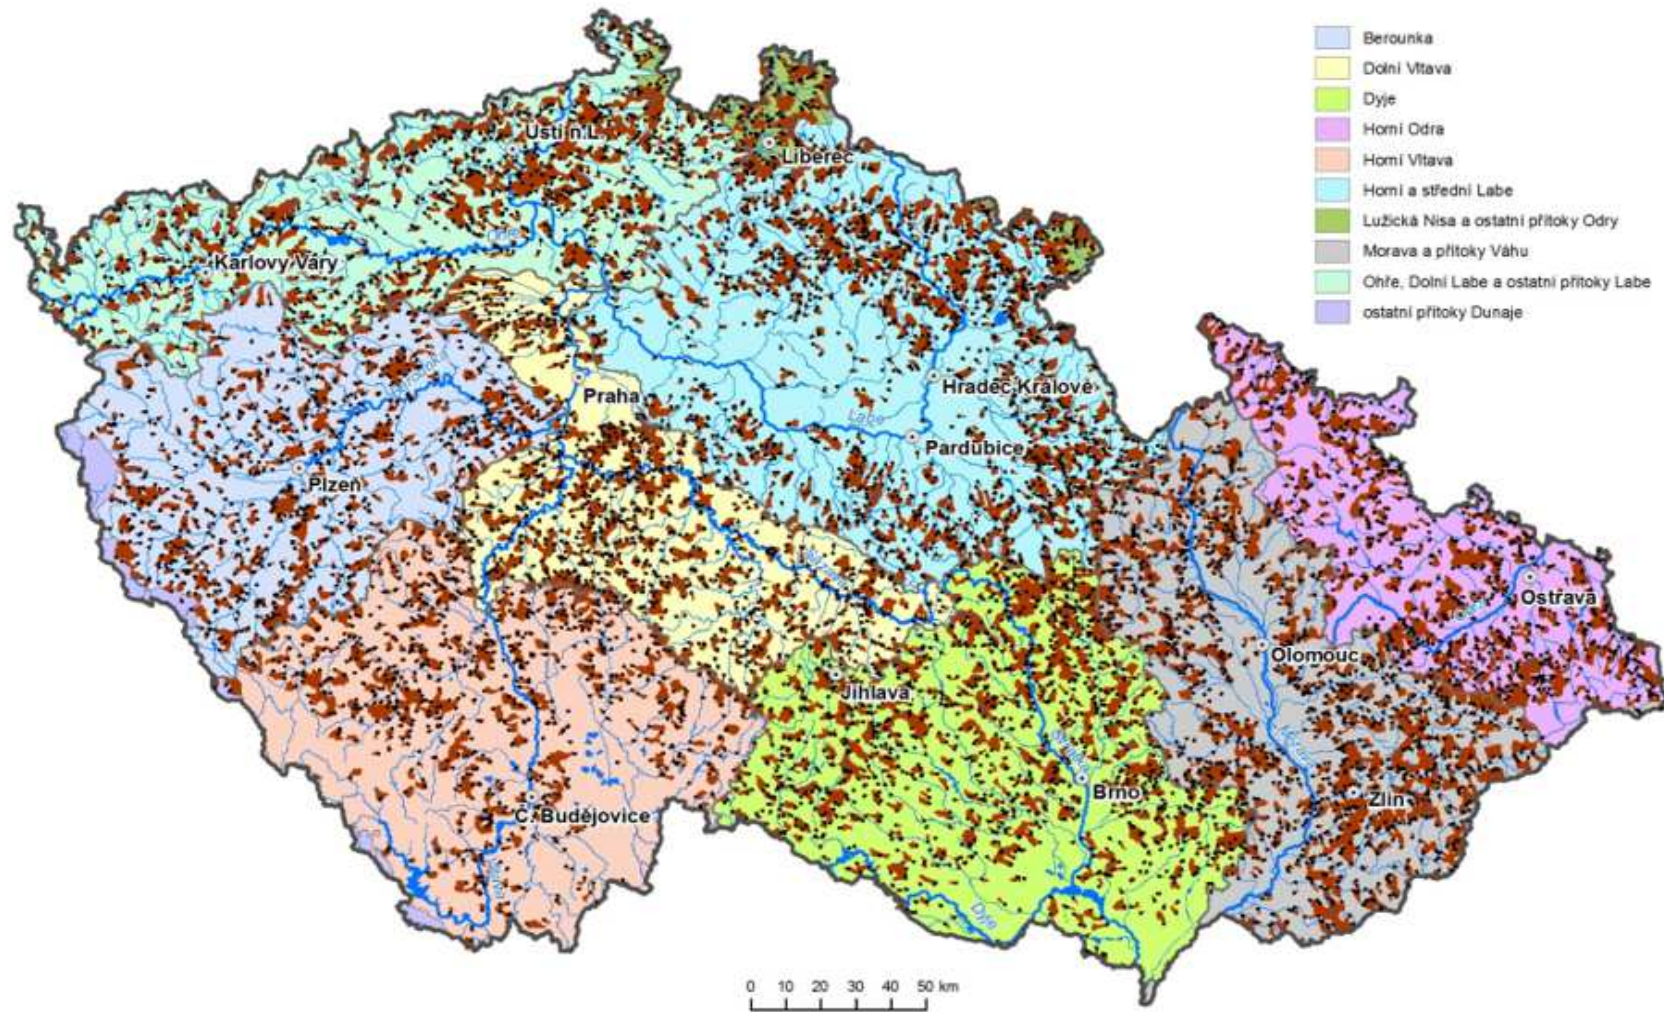 Berounka
Dolní Vltava
Dyje
Horní Odra
Horní Vltava
Horní a střední Labe
Lužická Nisa a ostatní přítoky Odry
Morava a přítoky Váhu
Ohře, Dolní Labe a ostatní přítoky Labe
ostatní přítoky Dunaje
Ústí n.L.
Liberec
Karlovy Vary
Praha
Hradec Králové
Labe
Pardubice
Plzeň
Ostrava
Olomouc
Jihlava
Brno
Zlín
Č. Budějovice
Dyje
0 10 20 30 40 50 km